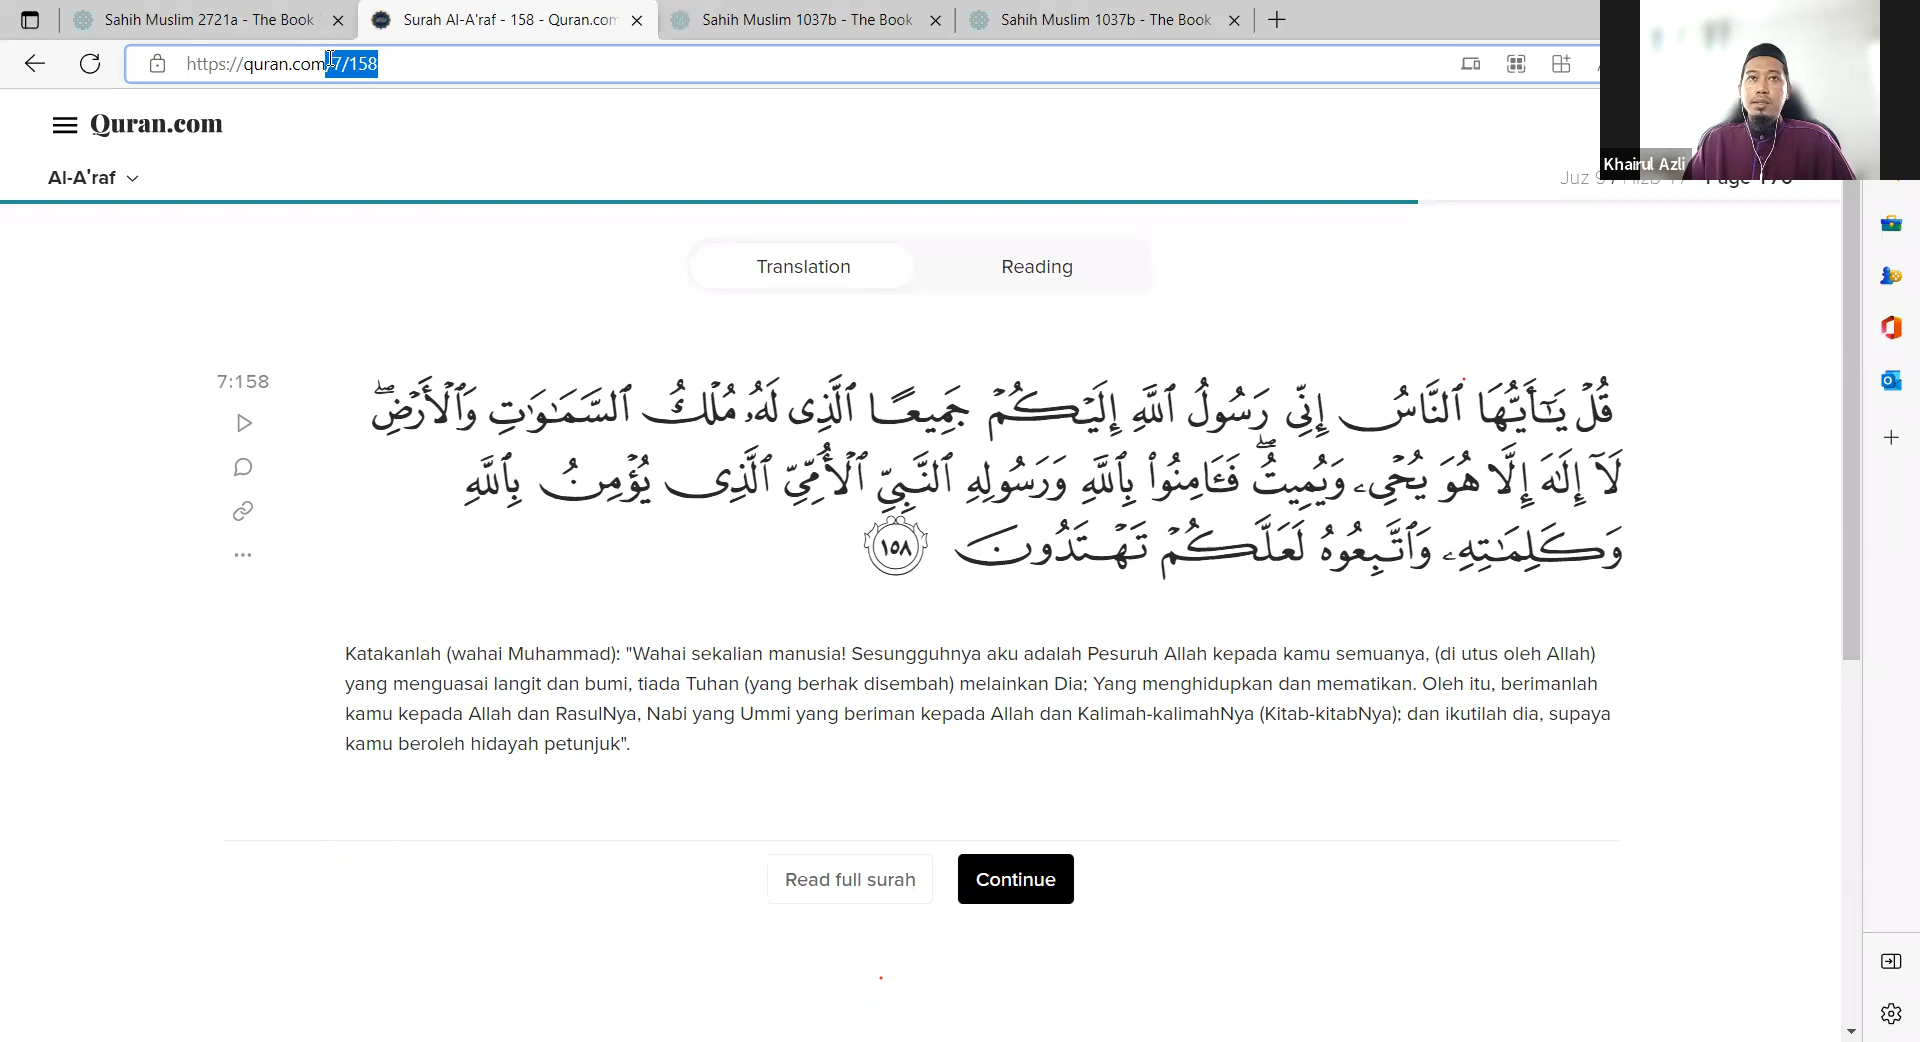 Sahih Muslim 2721a - The Book
Surah Al-A'raf - 158 - Quran.com
Sahih Muslim 1037b - The Book
Sahih Muslim 1037b - The Book
https://quran.com/7/158
Khairul Azli
Quran.com
Al-A'raf
Translation
Reading
7:158
قُلْ يَـٰٓأَيُّهَا ٱلنَّاسُ إِنِّى رَسُولُ ٱللَّهِ إِلَيْكُمْ جَمِيعًا ٱلَّذِى لَهُۥ مُلْكُ ٱلسَّمَـٰوَٰتِ وَٱلْأَرْضِ ۖ
لَآ إِلَـٰهَ إِلَّا هُوَ يُحْىِۦ وَيُمِيتُ ۖ فَـَٔامِنُوا۟ بِٱللَّهِ وَرَسُولِهِ ٱلنَّبِىِّ ٱلْأُمِّىِّ ٱلَّذِى يُؤْمِنُ بِٱللَّهِ
وَكَلِمَـٰتِهِۦ وَٱتَّبِعُوهُ لَعَلَّكُمْ تَهْتَدُونَ ١٥٨
Katakanlah (wahai Muhammad): "Wahai sekalian manusia! Sesungguhnya aku adalah Pesuruh Allah kepada kamu semuanya, (di utus oleh Allah)
yang menguasai langit dan bumi, tiada Tuhan (yang berhak disembah) melainkan Dia; Yang menghidupkan dan mematikan. Oleh itu, berimanlah
kamu kepada Allah dan RasulNya, Nabi yang Ummi yang beriman kepada Allah dan Kalimah-kalimahNya (Kitab-kitabNya); dan ikutilah dia, supaya
kamu beroleh hidayah petunjuk".
Read full surah
Continue